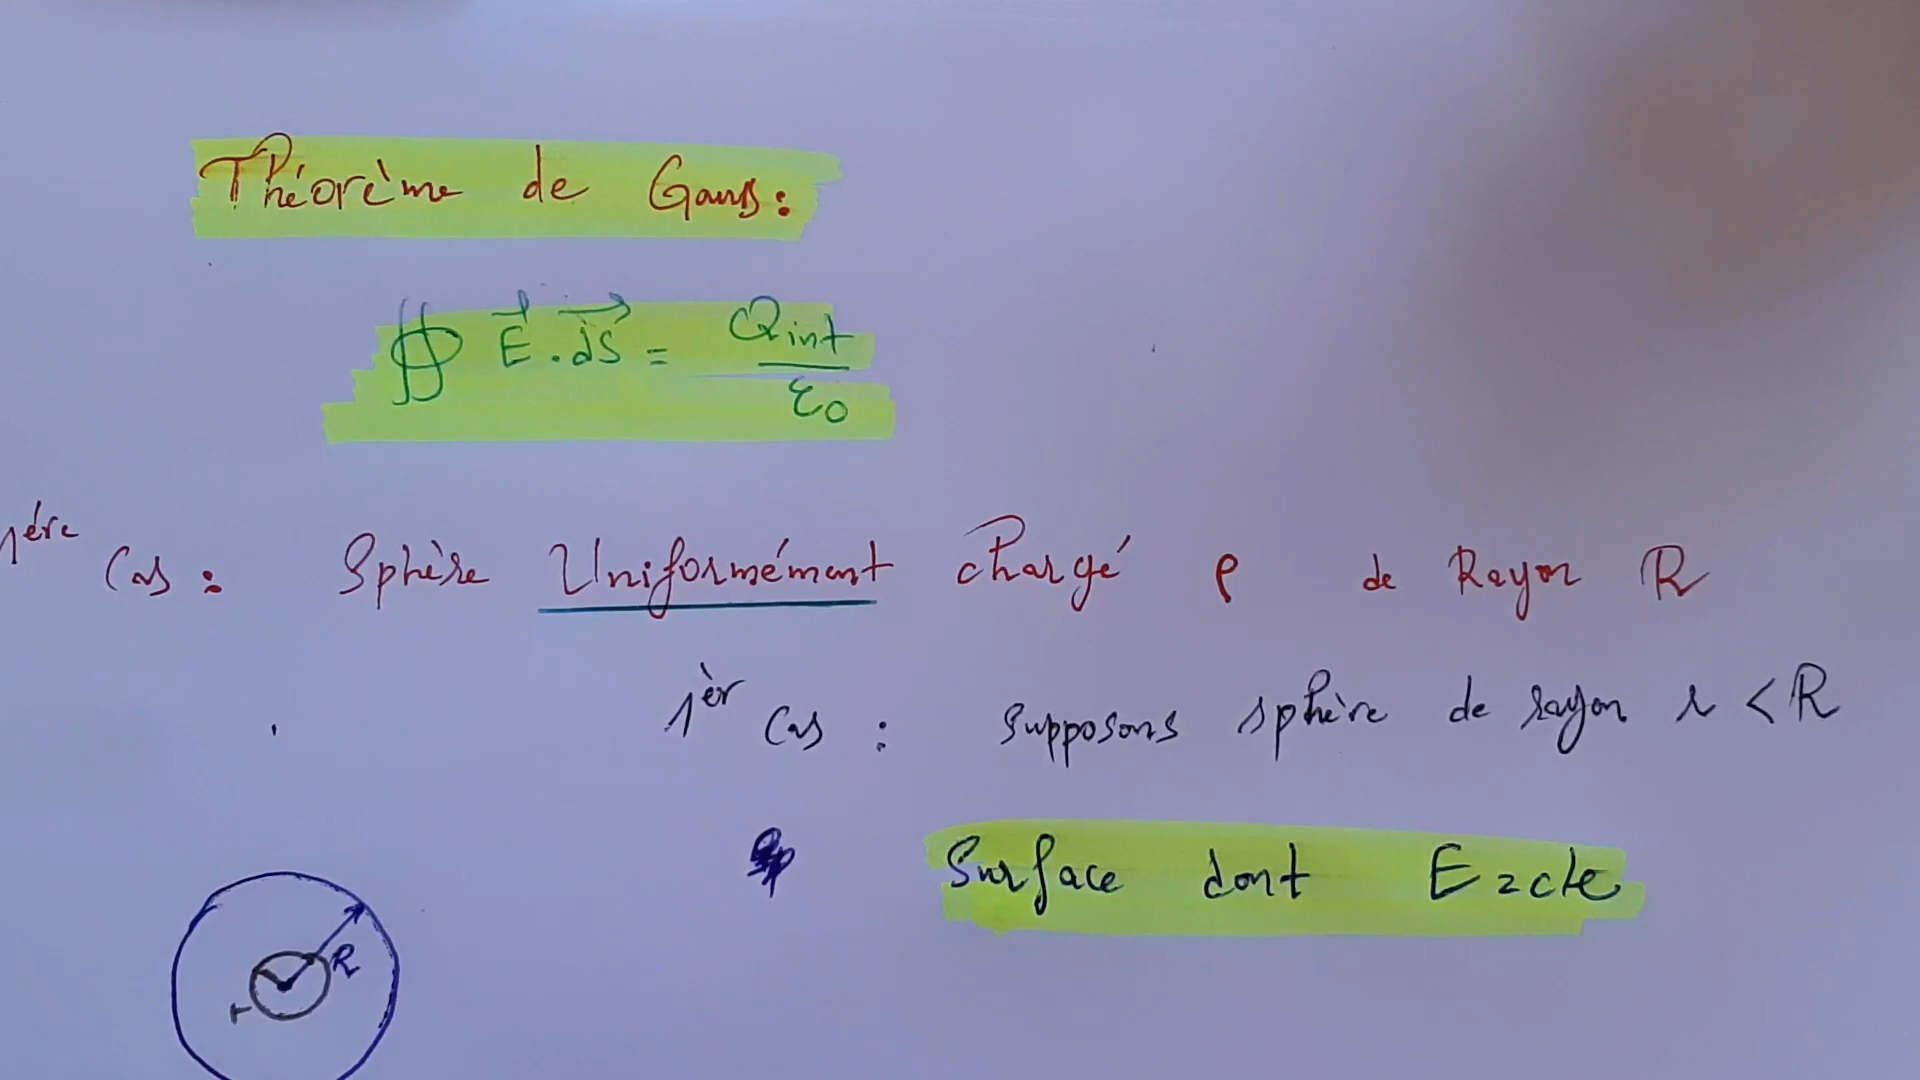 Théorème de Gauss:
∯ E⃗ . dS⃗ = Qint / ε0
1ére Cas : Sphère Uniformément chargé ρ de Rayon R
1èr Cas : supposons sphère de rayon r < R
Surface dont E = cte
R
r